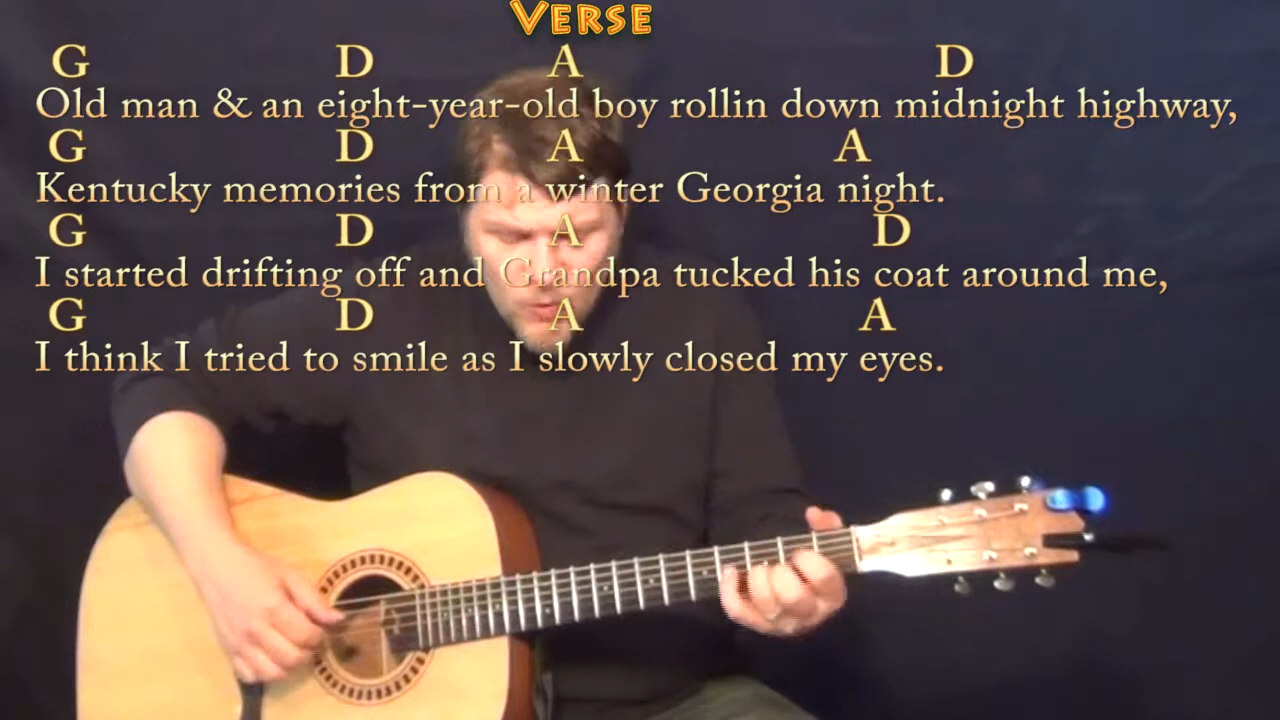 VERSE
G D A D
Old man & an eight-year-old boy rollin down midnight highway,
G D A A
Kentucky memories from a winter Georgia night.
G D A D
I started drifting off and Grandpa tucked his coat around me,
G D A A
I think I tried to smile as I slowly closed my eyes.